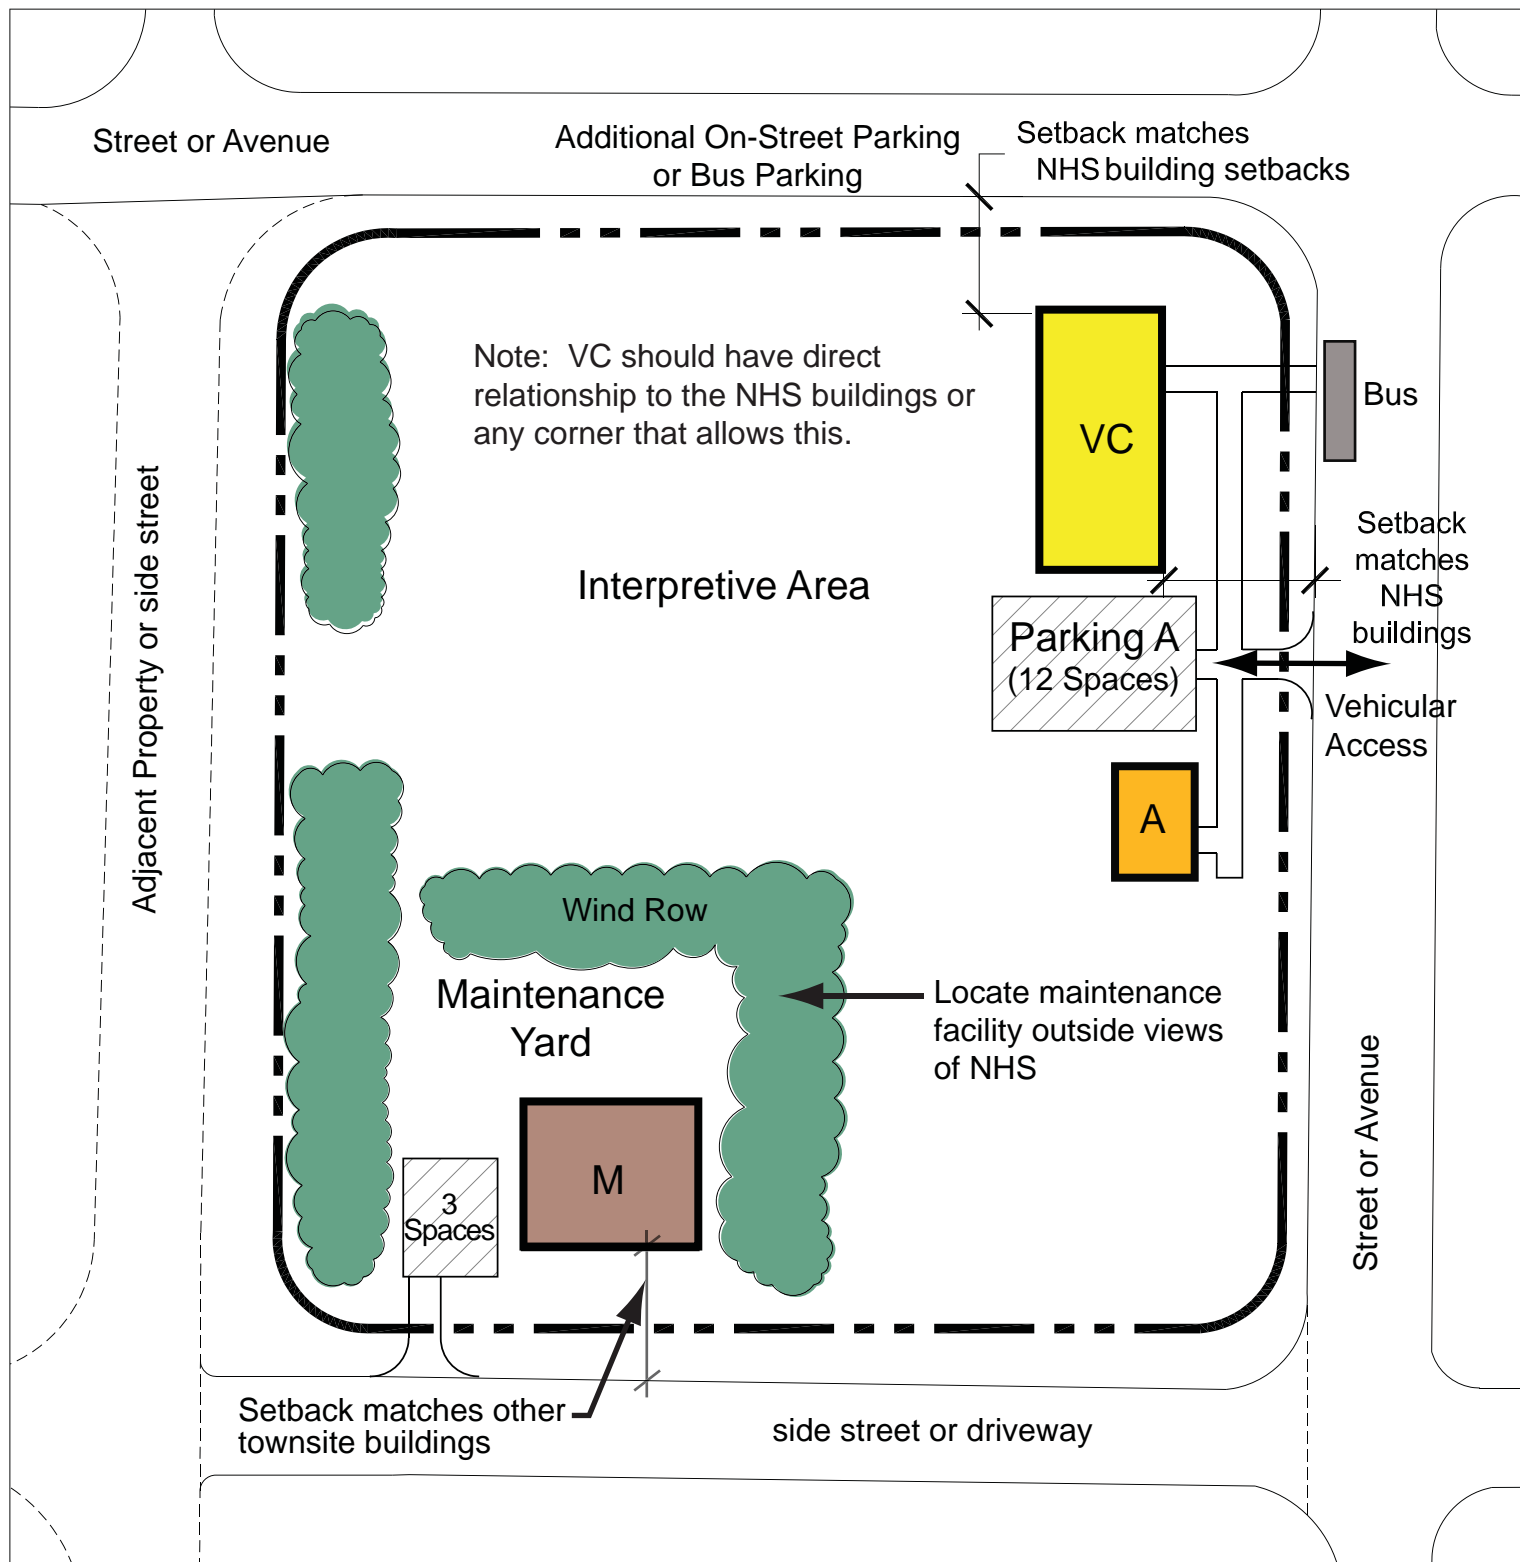 Street or Avenue
Additional On-Street Parking
or Bus Parking
Setback matches
NHS building setbacks
Note: VC should have direct
relationship to the NHS buildings or
any corner that allows this.
VC
Bus
Setback
matches
NHS
buildings
Interpretive Area
Parking A
(12 Spaces)
Vehicular
Access
Adjacent Property or side street
A
Wind Row
Maintenance
Yard
Locate maintenance
facility outside views
of NHS
M
3
Spaces
Street or Avenue
Setback matches other
townsite buildings
side street or driveway